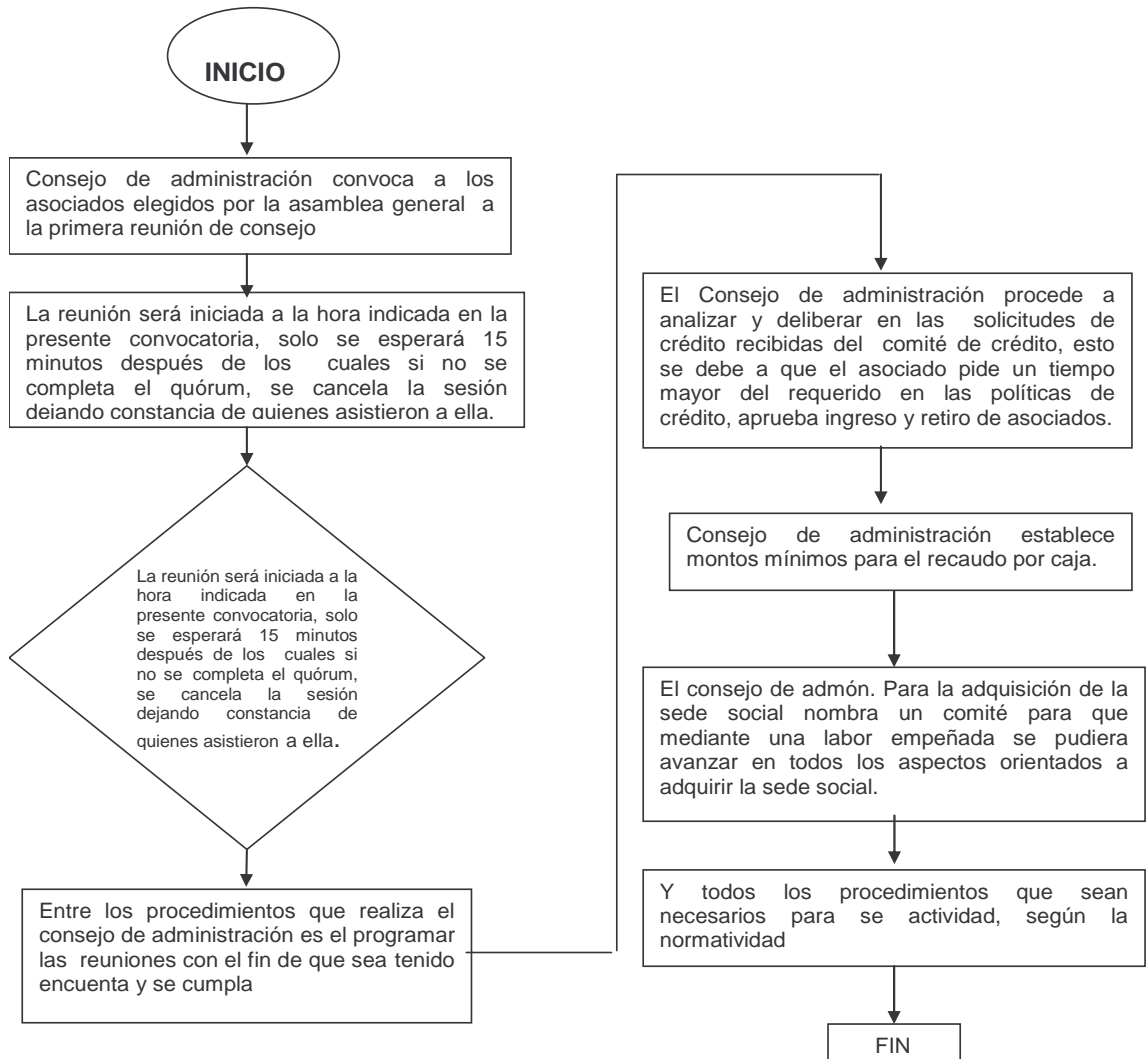 INICIO
Consejo de administración convoca a los
asociados elegidos por la asamblea general a
la primera reunión de consejo
La reunión será iniciada a la hora indicada en la
presente convocatoria, solo se esperará 15
minutos después de los cuales si no se
completa el quórum, se cancela la sesión
dejando constancia de quienes asistieron a ella.
La reunión será iniciada a la
hora indicada en la
presente convocatoria, solo
se esperará 15 minutos
después de los cuales si
no se completa el quórum,
se cancela la sesión
dejando constancia de
quienes asistieron a ella.
Entre los procedimientos que realiza el
consejo de administración es el programar
las reuniones con el fin de que sea tenido
encuenta y se cumpla
El Consejo de administración procede a
analizar y deliberar en las solicitudes de
crédito recibidas del comité de crédito, esto
se debe a que el asociado pide un tiempo
mayor del requerido en las políticas de
crédito, aprueba ingreso y retiro de asociados.
Consejo de administración establece
montos mínimos para el recaudo por caja.
El consejo de admón. Para la adquisición de la
sede social nombra un comité para que
mediante una labor empeñada se pudiera
avanzar en todos los aspectos orientados a
adquirir la sede social.
Y todos los procedimientos que sean
necesarios para se actividad, según la
normatividad
FIN